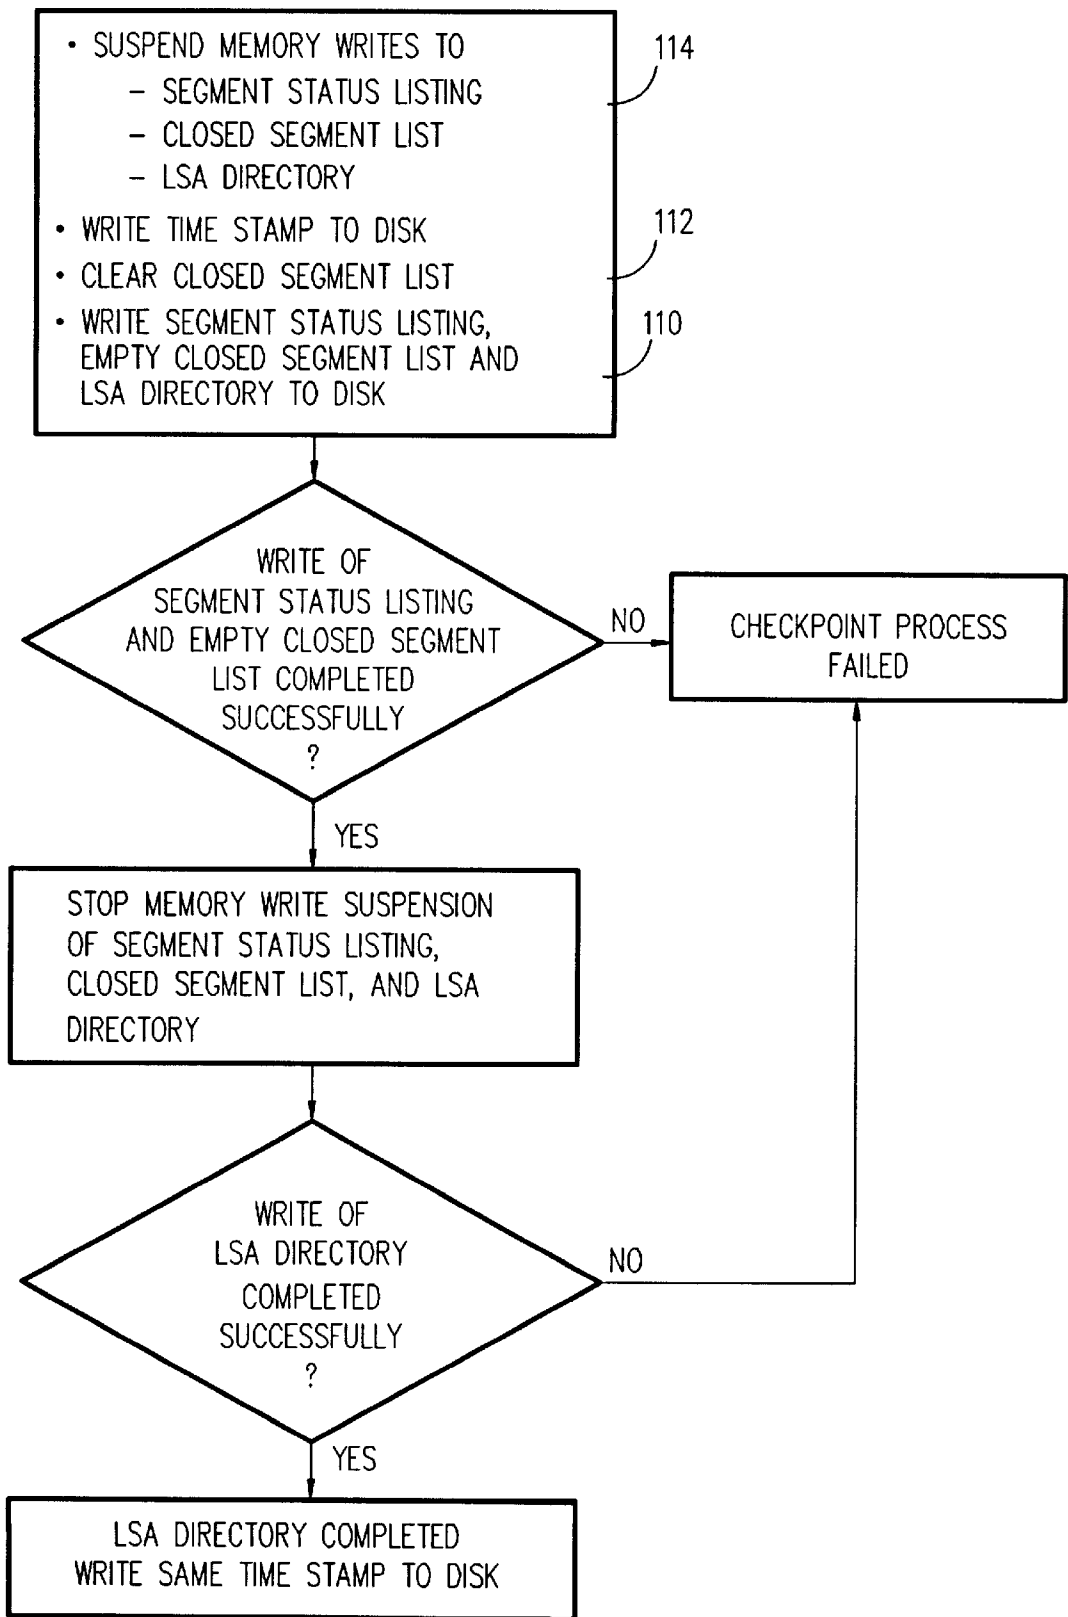 • SUSPEND MEMORY WRITES TO
– SEGMENT STATUS LISTING
– CLOSED SEGMENT LIST
– LSA DIRECTORY
114
• WRITE TIME STAMP TO DISK
112
• CLEAR CLOSED SEGMENT LIST
• WRITE SEGMENT STATUS LISTING,
EMPTY CLOSED SEGMENT LIST AND
LSA DIRECTORY TO DISK
110
WRITE OF
SEGMENT STATUS LISTING
AND EMPTY CLOSED SEGMENT
LIST COMPLETED
SUCCESSFULLY
?
NO
CHECKPOINT PROCESS
FAILED
YES
STOP MEMORY WRITE SUSPENSION
OF SEGMENT STATUS LISTING,
CLOSED SEGMENT LIST, AND LSA
DIRECTORY
WRITE OF
LSA DIRECTORY
COMPLETED
SUCCESSFULLY
?
NO
YES
LSA DIRECTORY COMPLETED
WRITE SAME TIME STAMP TO DISK